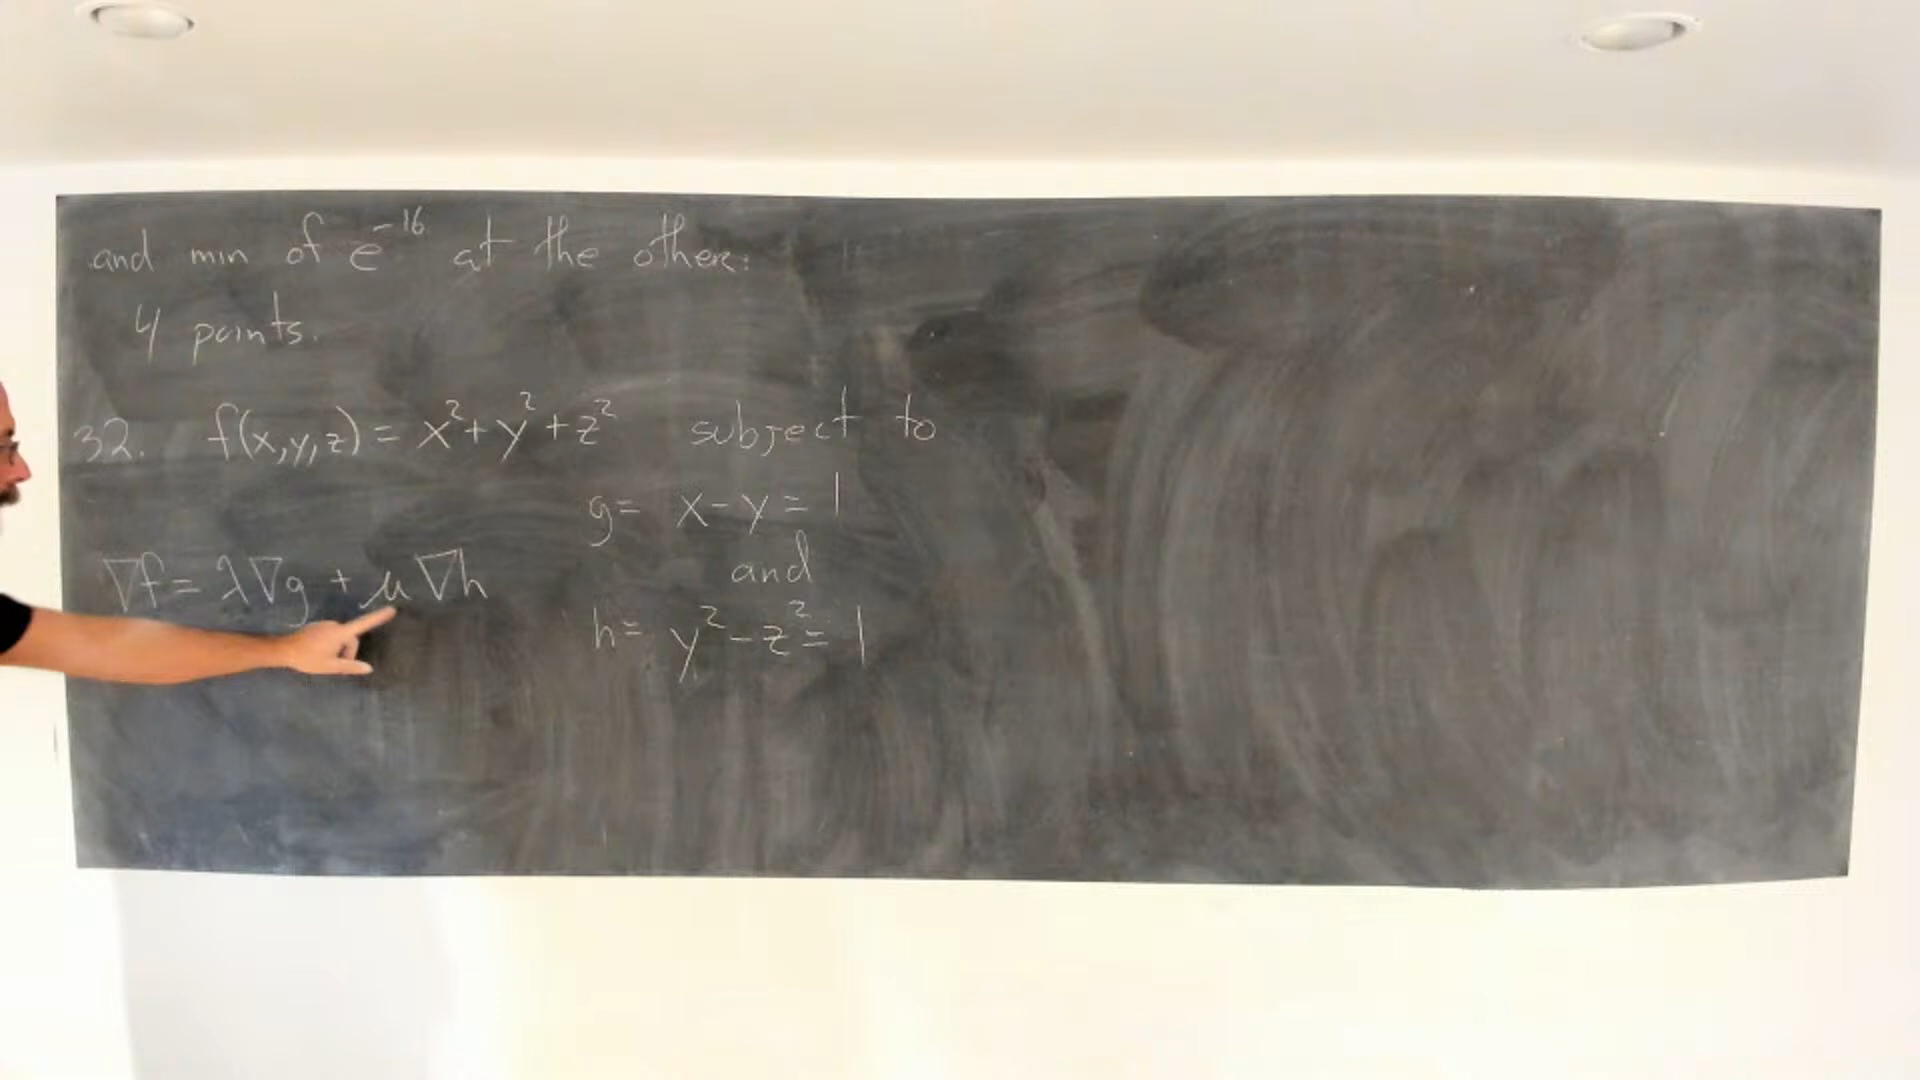 and min of e⁻¹⁶ at the other:
4 points.
32. f(x,y,z) = x² + y² + z² subject to
g= x - y = 1
and
∇f = λ∇g + μ∇h
h= y² - z² = 1